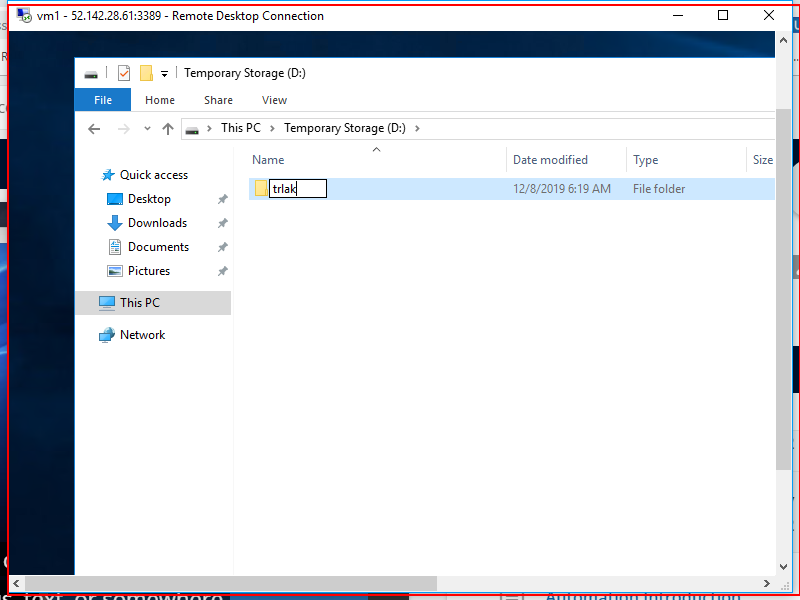 vm1 - 52.142.28.61:3389 - Remote Desktop Connection
Temporary Storage (D:)
File Home Share View
This PC Temporary Storage (D:)
Name Date modified Type Size
trlak 12/8/2019 6:19 AM File folder
Quick access
Desktop
Downloads
Documents
Pictures
This PC
Network
Automation Introduction